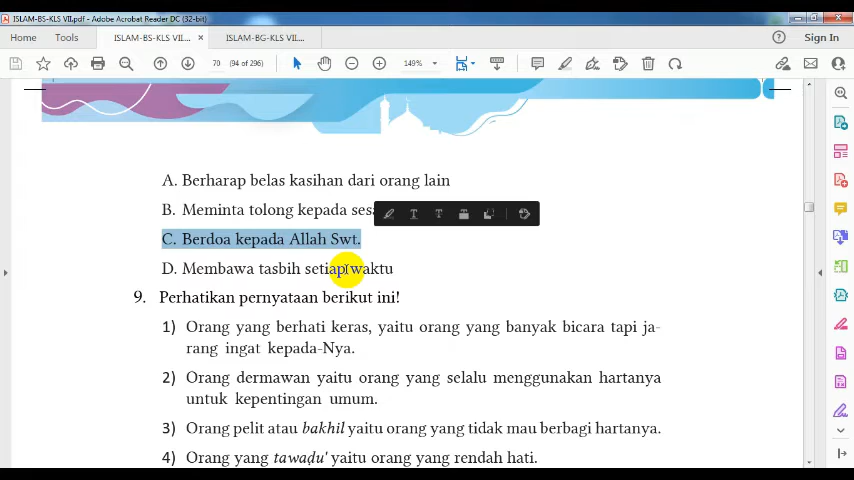 ISLAM-BS-KLS VII.pdf - Adobe Acrobat Reader DC (32-bit)
Home Tools ISLAM-BS-KLS VII.... × ISLAM-BG-KLS VII.... Sign In
70 (94 of 296) 149%
A. Berharap belas kasihan dari orang lain
B. Meminta tolong kepada
C. Berdoa kepada Allah Swt.
D. Membawa tasbih setiap waktu
9. Perhatikan pernyataan berikut ini!
1) Orang yang berhati keras, yaitu orang yang banyak bicara tapi ja-
rang ingat kepada-Nya.
2) Orang dermawan yaitu orang yang selalu menggunakan hartanya
untuk kepentingan umum.
3) Orang pelit atau bakhil yaitu orang yang tidak mau berbagi hartanya.
4) Orang yang tawaḍu' yaitu orang yang rendah hati.